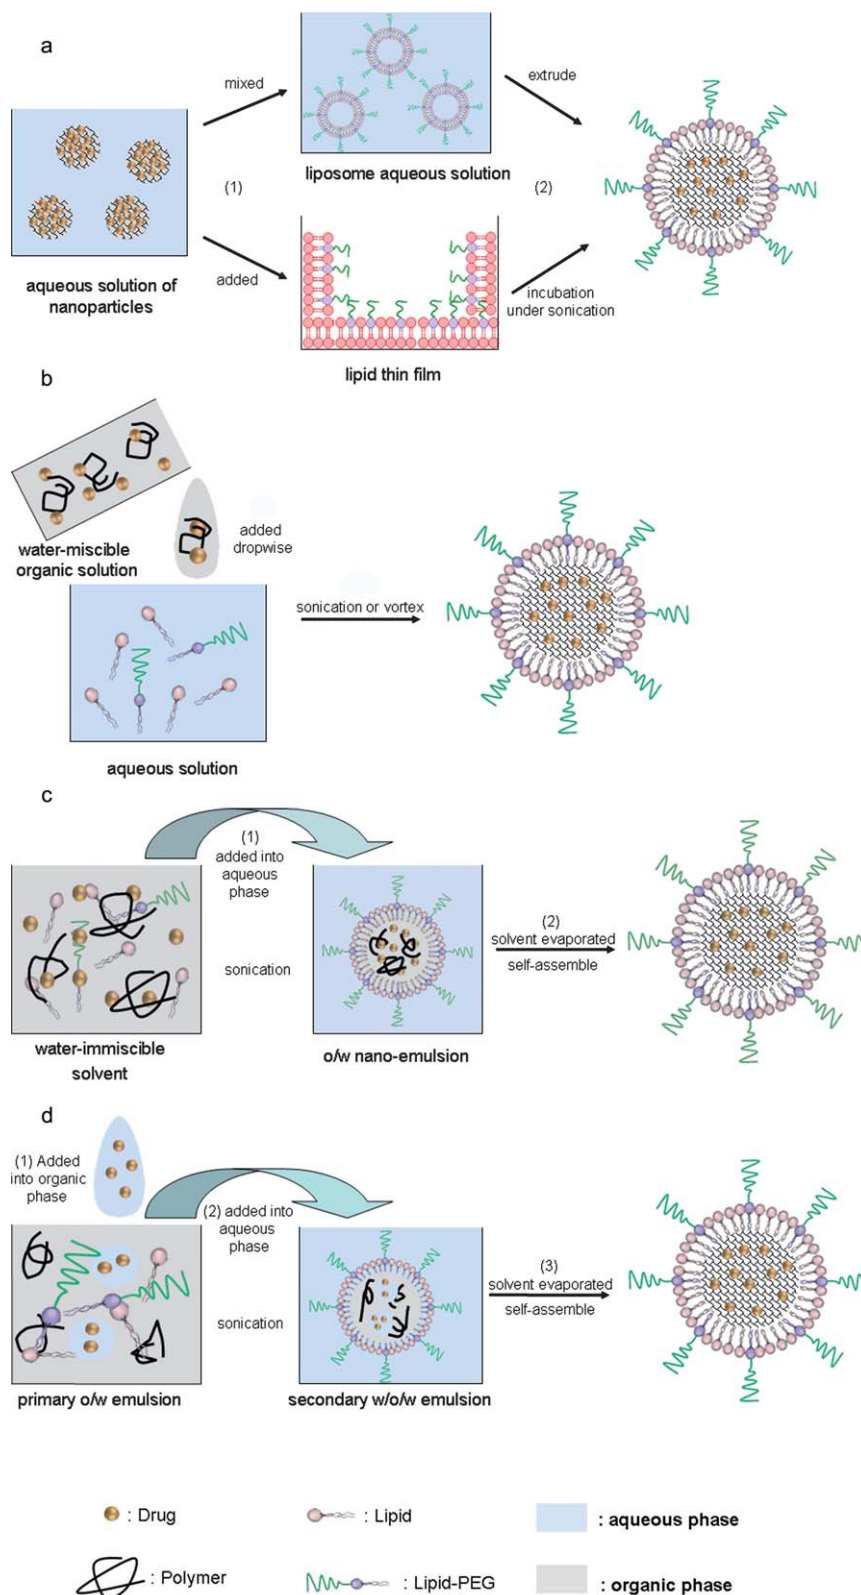 a
mixed
extrude
(1)
liposome aqueous solution
(2)
aqueous solution of
nanoparticles
added
incubation
under sonication
lipid thin film
b
water-miscible
organic solution
added
dropwise
sonication or vortex
aqueous solution
c
(1)
added into
aqueous
phase
sonication
(2)
solvent evaporated
self-assemble
water-immiscible
solvent
o/w nano-emulsion
d
(1) Added
into organic
phase
(2) added into
aqueous
phase
sonication
(3)
solvent evaporated
self-assemble
primary o/w emulsion
secondary w/o/w emulsion
: Drug
: Lipid
: aqueous phase
: Polymer
: Lipid-PEG
: organic phase